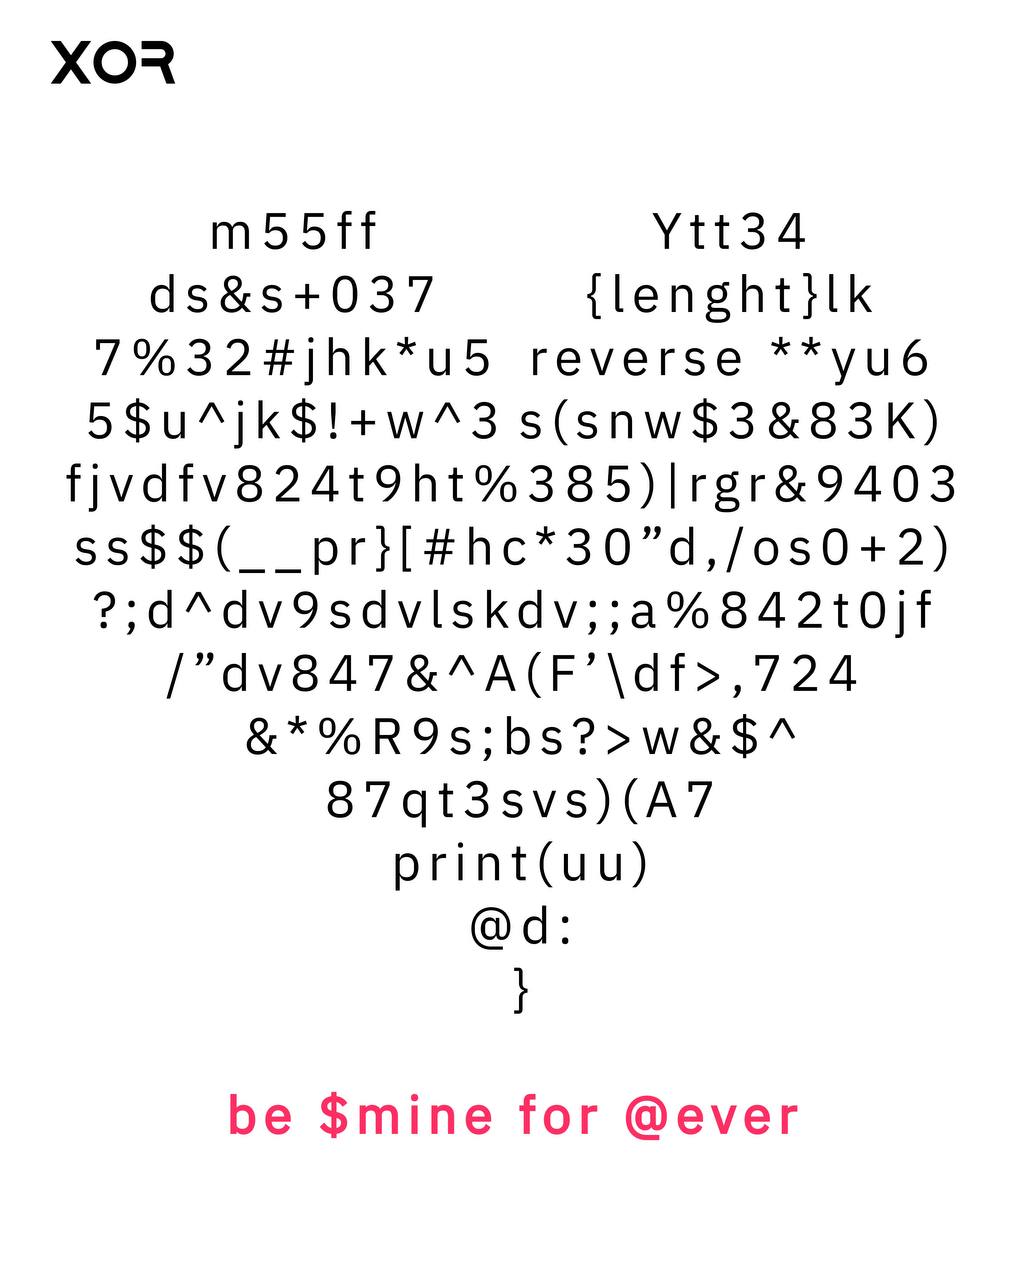 XOR
m55ff Ytt34
ds&s+037 {lenght}lk
7%32#jhk*u5 reverse **yu6
5$u^jk$!+w^3 s(snw$3&83K)
fjvdfv824t9ht%385)|rgr&9403
ss$$(__pr}[#hc*30”d,/os0+2)
?;d^dv9sdvlskdv;;a%842t0jf
/”dv847&^A(F’\df>,724
&*%R9s;bs?>w&$^
87qt3svs)(A7
print(uu)
@d:
}
be $mine for @ever